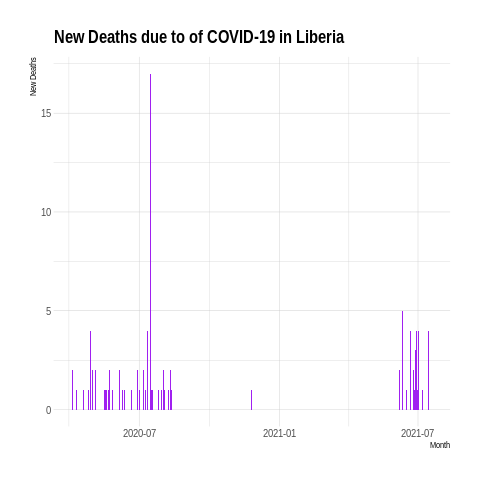 New Deaths due to of COVID-19 in Liberia
New Deaths
15
10
5
0
2020-07
2021-01
2021-07
Month